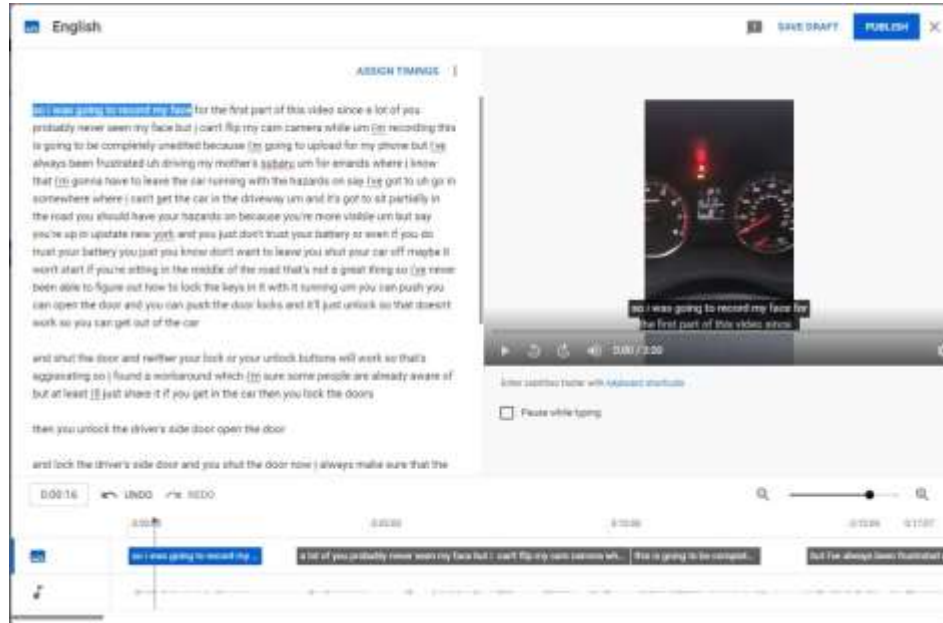 English
SAVE DRAFT
PUBLISH
ASSIGN TIMINGS
so i was going to record my face for the first part of this video since a lot of you
probably never seen my face but i can't flip my cam camera while um i'm recording this
is going to be completely unedited because i'm going to upload for my phone but i've
always been frustrated uh driving my mother's subaru um for errands where i know
that i'm gonna have to leave the car running with the hazards on say i've got to uh go in
somewhere where i can't get the car in the driveway um and it's got to sit partially in
the road you should have your hazards on because you're more visible um but say
you're up in upstate new york and you just don't trust your battery or even if you do
trust your battery you just you know don't want to leave you shut your car off maybe it
won't start if you're sitting in the middle of the road that's not a great thing so i've never
been able to figure out how to lock the keys in it with it running um you can push you
can open the door and you can push the door locks and it'll just unlock so that doesn't
work so you can get out of the car
and shut the door and neither your lock or your unlock buttons will work so that's
aggravating so i found a workaround which i'm sure some people are already aware of
but at least i'll just share it if you get in the car then you lock the doors
then you unlock the driver's side door open the door
and lock the driver's side door and you shut the door now i always make sure that the
so i was going to record my face for
the first part of this video since
Enter subtitles faster with keyboard shortcuts
Pause while typing
0:00:16
UNDO
REDO
so i was going to record my ...
a lot of you probably never seen my face but i can't flip my cam camera wh...
this is going to be complet...
but i've always been frustrated